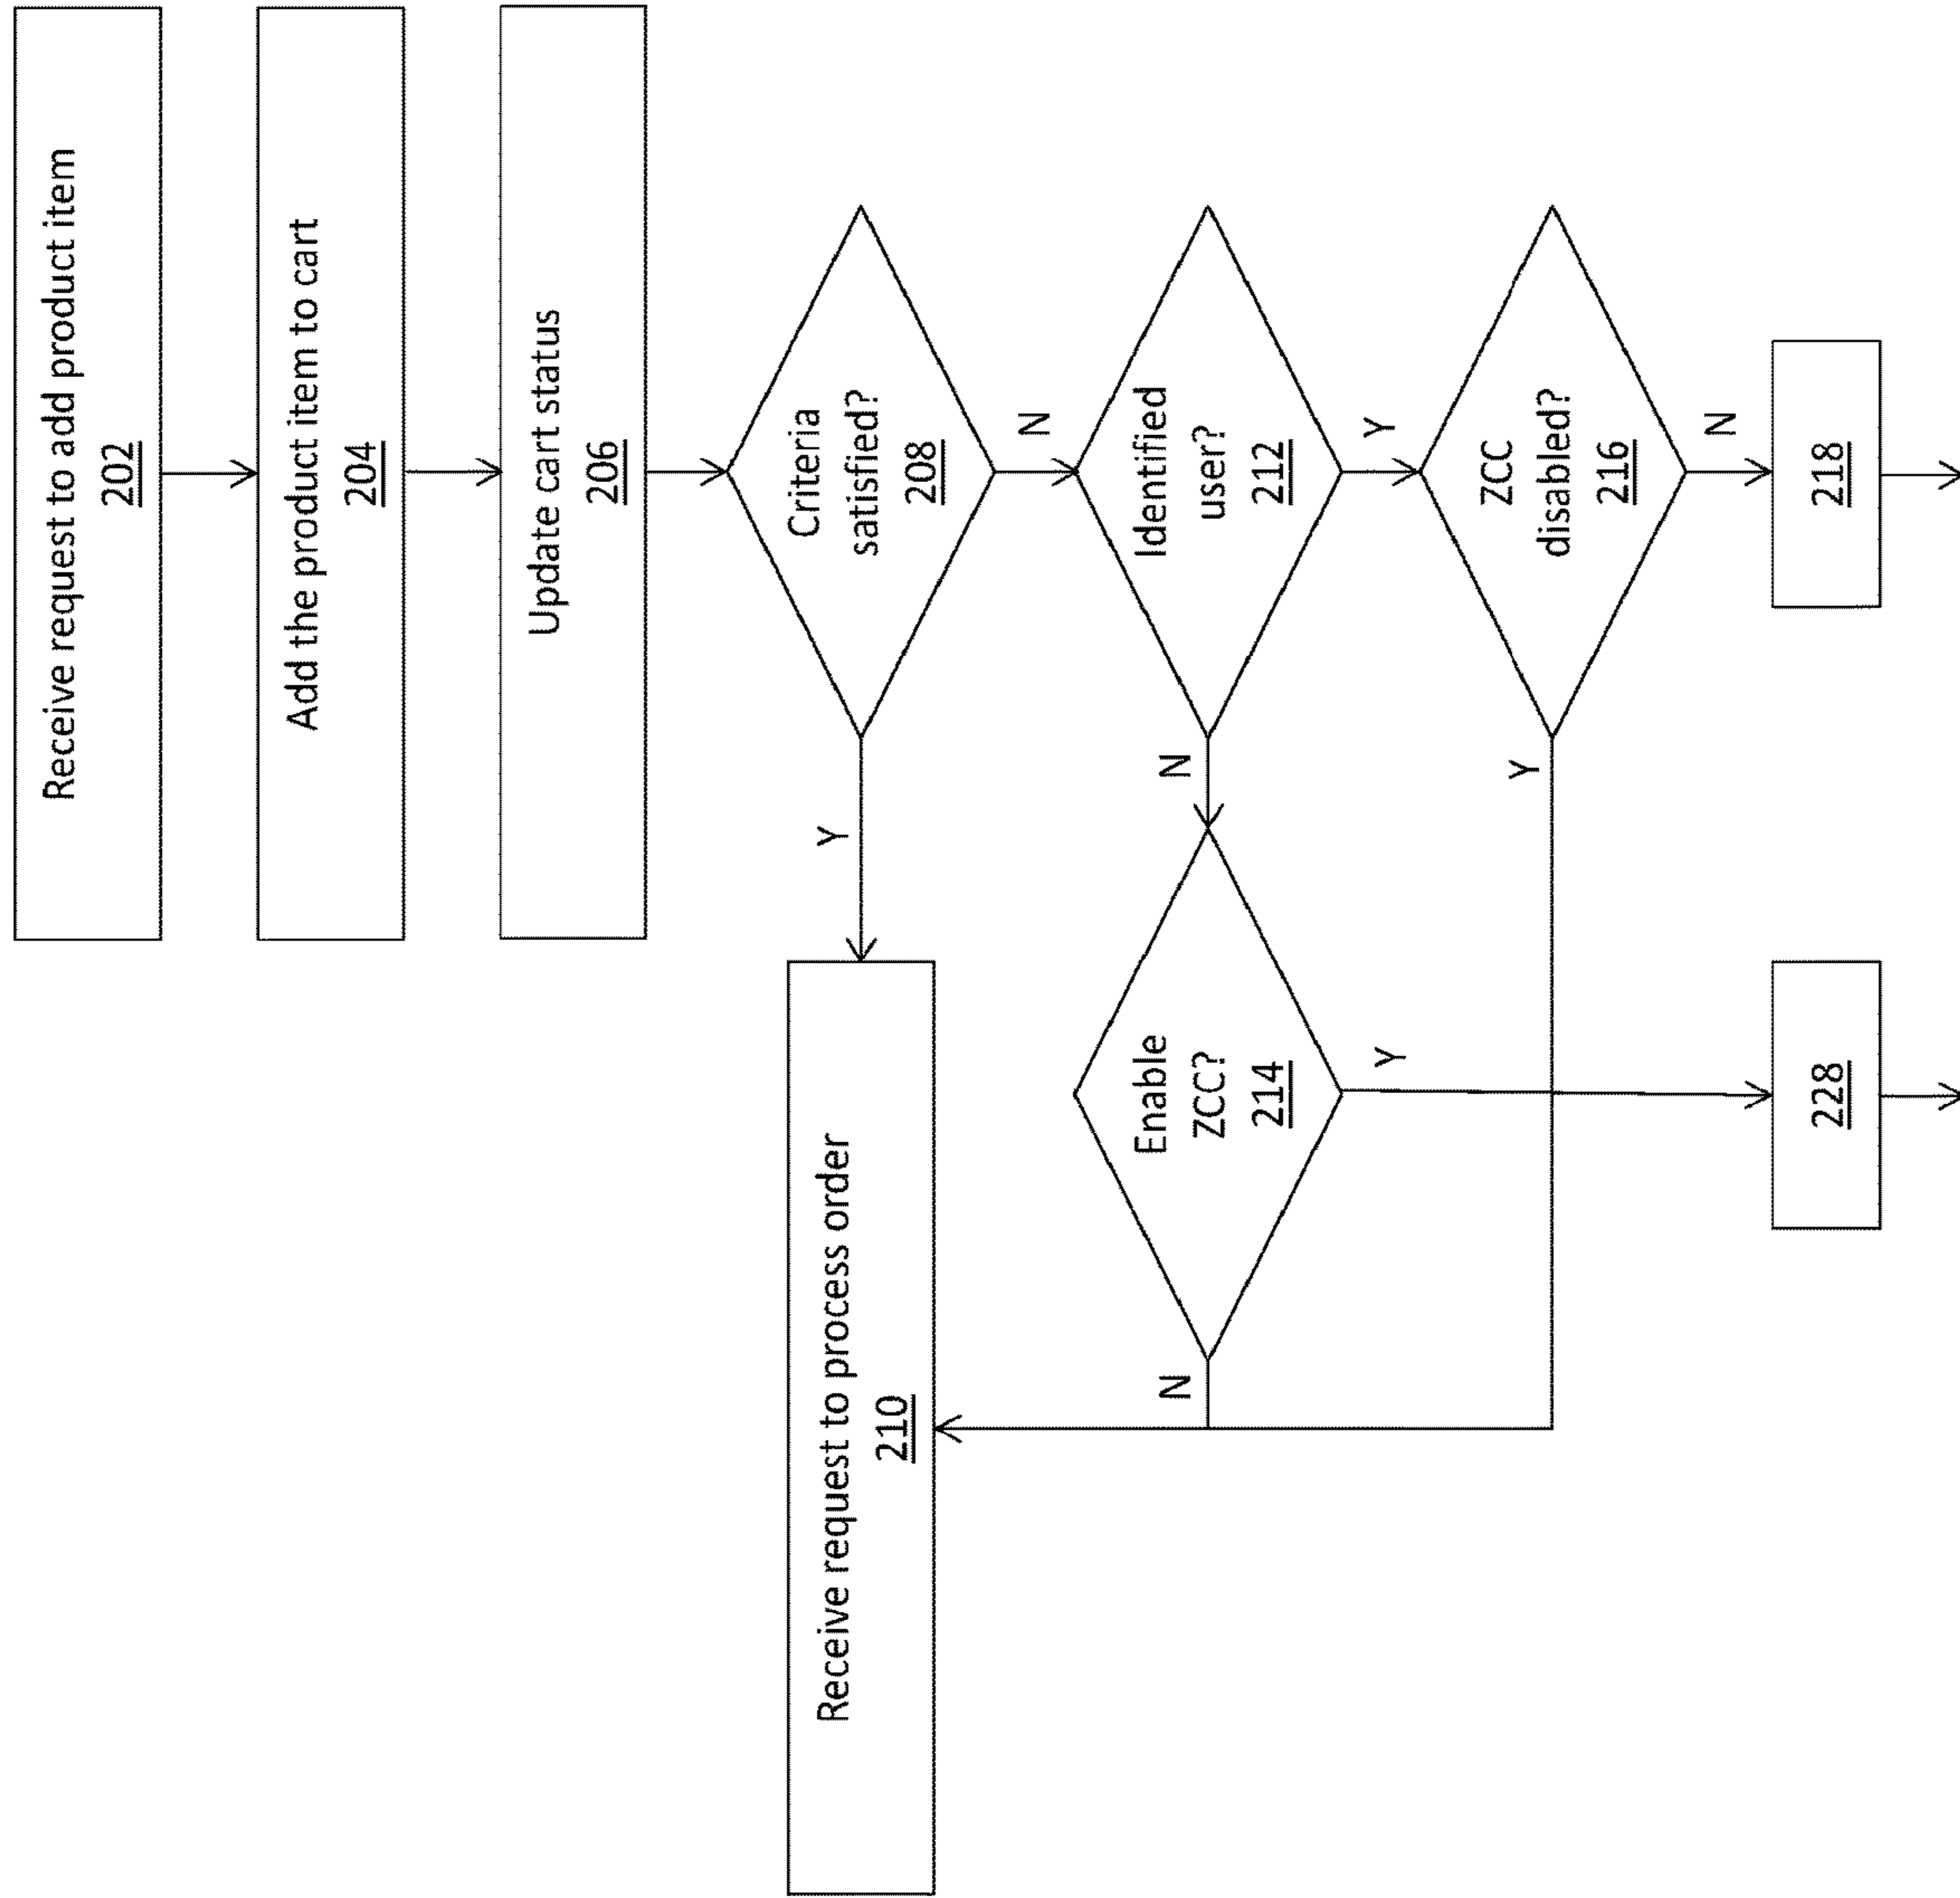 Receive request to add product item
202
Add the product item to cart
204
Update cart status
206
Criteria
satisfied?
208
Y
N
Receive request to process order
210
Identified
user?
212
N
Y
Enable
ZCC?
214
N
Y
ZCC
disabled?
216
Y
N
218
228